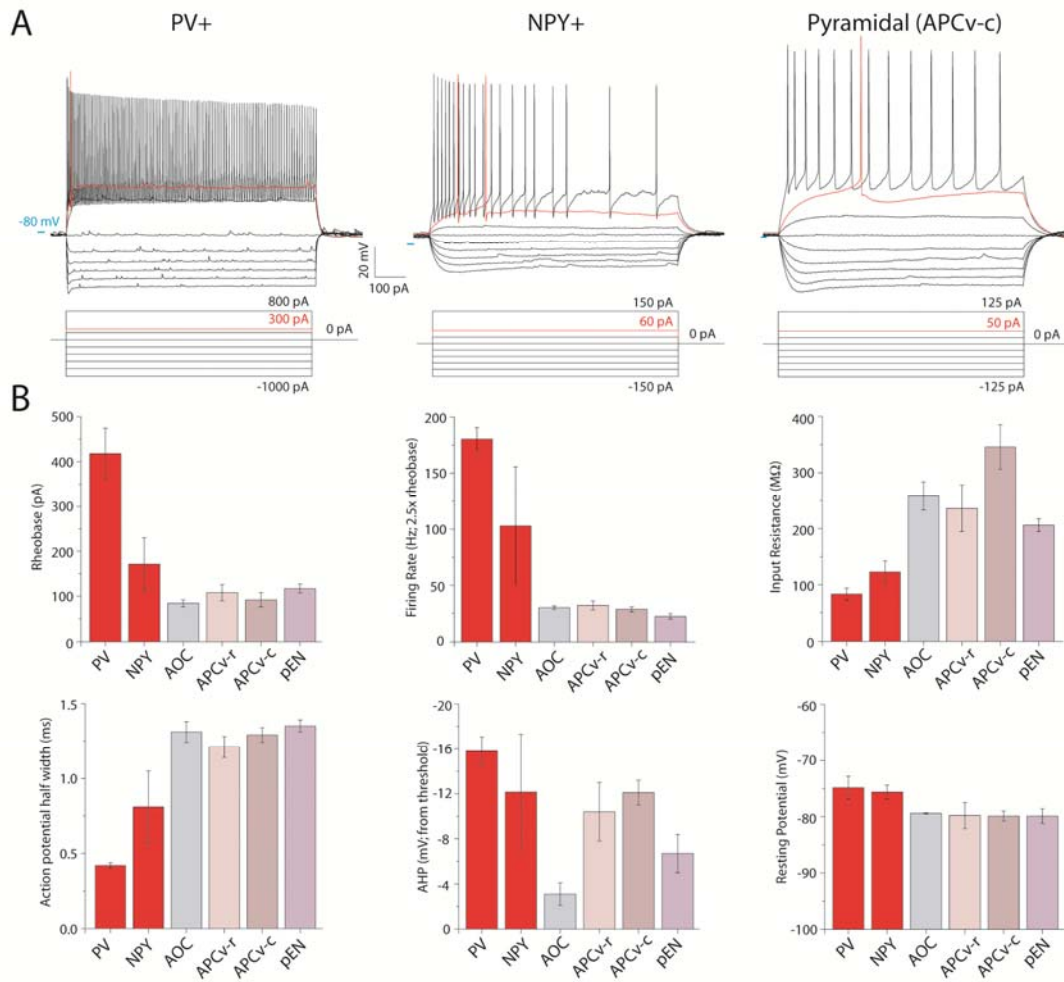 A
PV+
NPY+
Pyramidal (APCv-c)
-80 mV
20 mV
100 pA
800 pA
300 pA
0 pA
-1000 pA
150 pA
60 pA
0 pA
-150 pA
125 pA
50 pA
0 pA
-125 pA
B
Rheobase (pA)
500
400
300
200
100
0
PV
NPY
AOC
APCv-r
APCv-c
pEN
Firing Rate (Hz; 2.5x rheobase)
200
150
100
50
0
PV
NPY
AOC
APCv-r
APCv-c
pEN
Input Resistance (MΩ)
400
300
200
100
0
PV
NPY
AOC
APCv-r
APCv-c
pEN
Action potential half width (ms)
1.5
1.0
0.5
0.0
PV
NPY
AOC
APCv-r
APCv-c
pEN
AHP (mV; from threshold)
-20
-16
-12
-8
-4
0
PV
NPY
AOC
APCv-r
APCv-c
pEN
Resting Potential (mV)
-60
-70
-80
-90
-100
PV
NPY
AOC
APCv-r
APCv-c
pEN